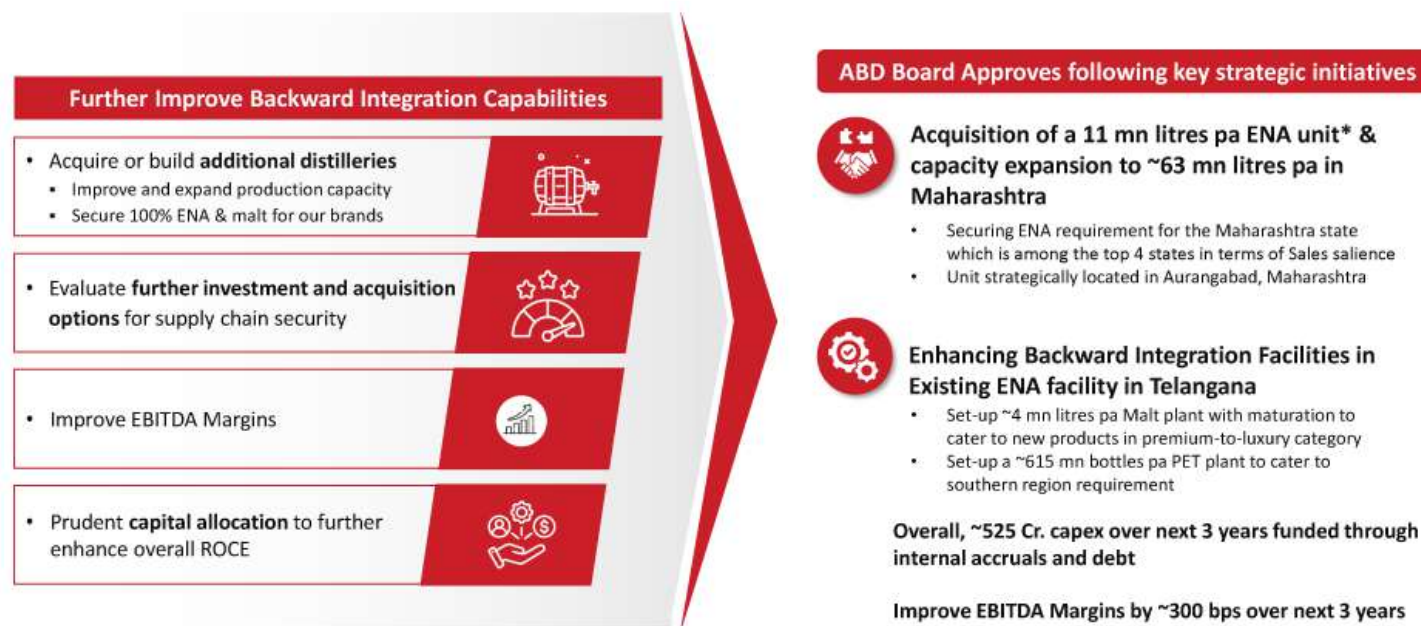 Further Improve Backward Integration Capabilities
• Acquire or build additional distilleries
▪ Improve and expand production capacity
▪ Secure 100% ENA & malt for our brands
• Evaluate further investment and acquisition
options for supply chain security
• Improve EBITDA Margins
• Prudent capital allocation to further
enhance overall ROCE
ABD Board Approves following key strategic initiatives
Acquisition of a 11 mn litres pa ENA unit* &
capacity expansion to ~63 mn litres pa in
Maharashtra
• Securing ENA requirement for the Maharashtra state
which is among the top 4 states in terms of Sales salience
• Unit strategically located in Aurangabad, Maharashtra
Enhancing Backward Integration Facilities in
Existing ENA facility in Telangana
• Set-up ~4 mn litres pa Malt plant with maturation to
cater to new products in premium-to-luxury category
• Set-up a ~615 mn bottles pa PET plant to cater to
southern region requirement
Overall, ~525 Cr. capex over next 3 years funded through
internal accruals and debt
Improve EBITDA Margins by ~300 bps over next 3 years